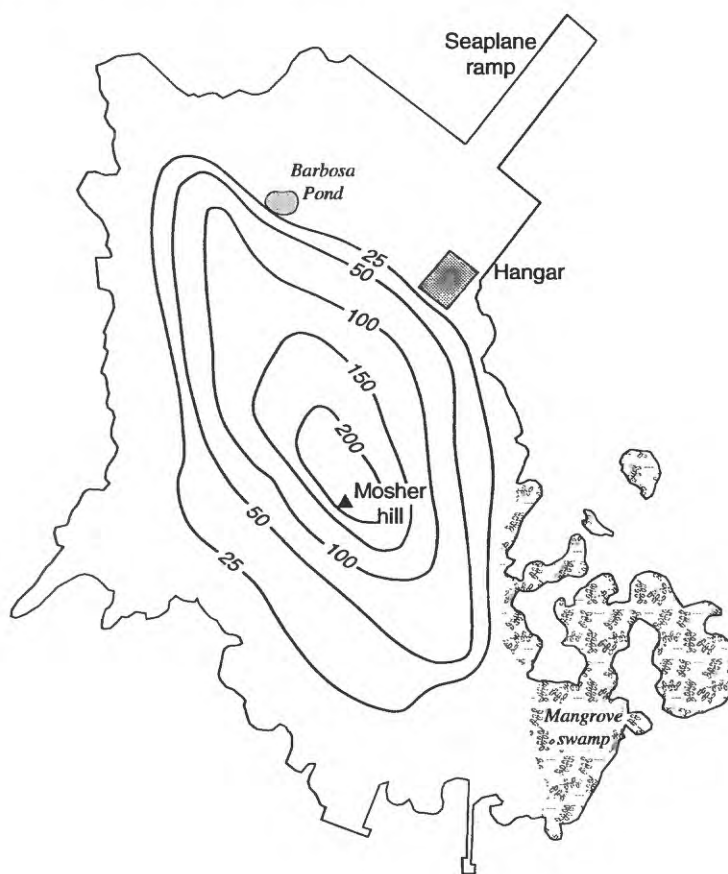 Seaplane
ramp
Barbosa
Pond
25
50
Hangar
100
150
200
Mosher
hill
50
100
25
Mangrove
swamp